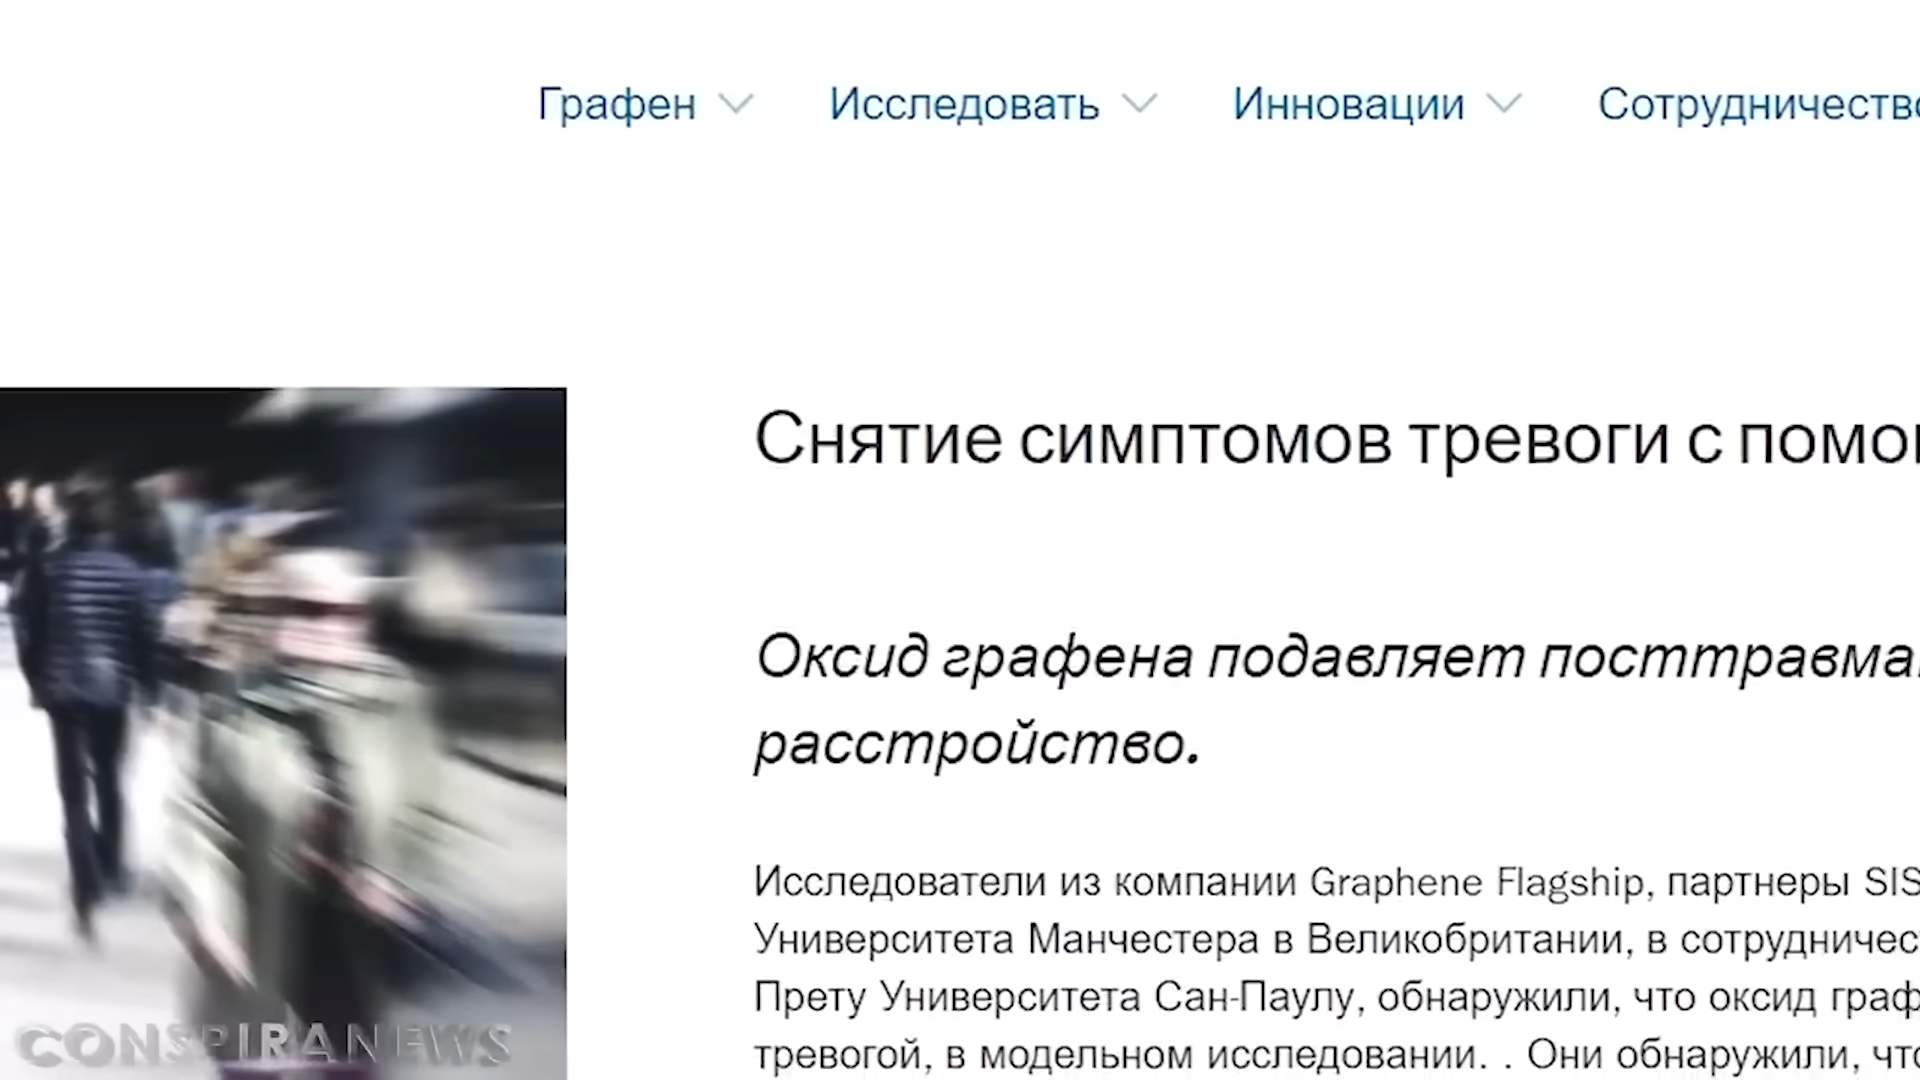 Графен Исследовать Инновации
Снятие симптомов тревоги с
Оксид графена подавляет
расстройство.
Исследователи из компании Graphene Flagship, партнеры
Университета Манчестера в Великобритании, в
Прету Университета Сан-Паулу, обнаружили, что оксид
тревогой, в модельном исследовании. . Они обнаружили,
CONSPIRANEWS